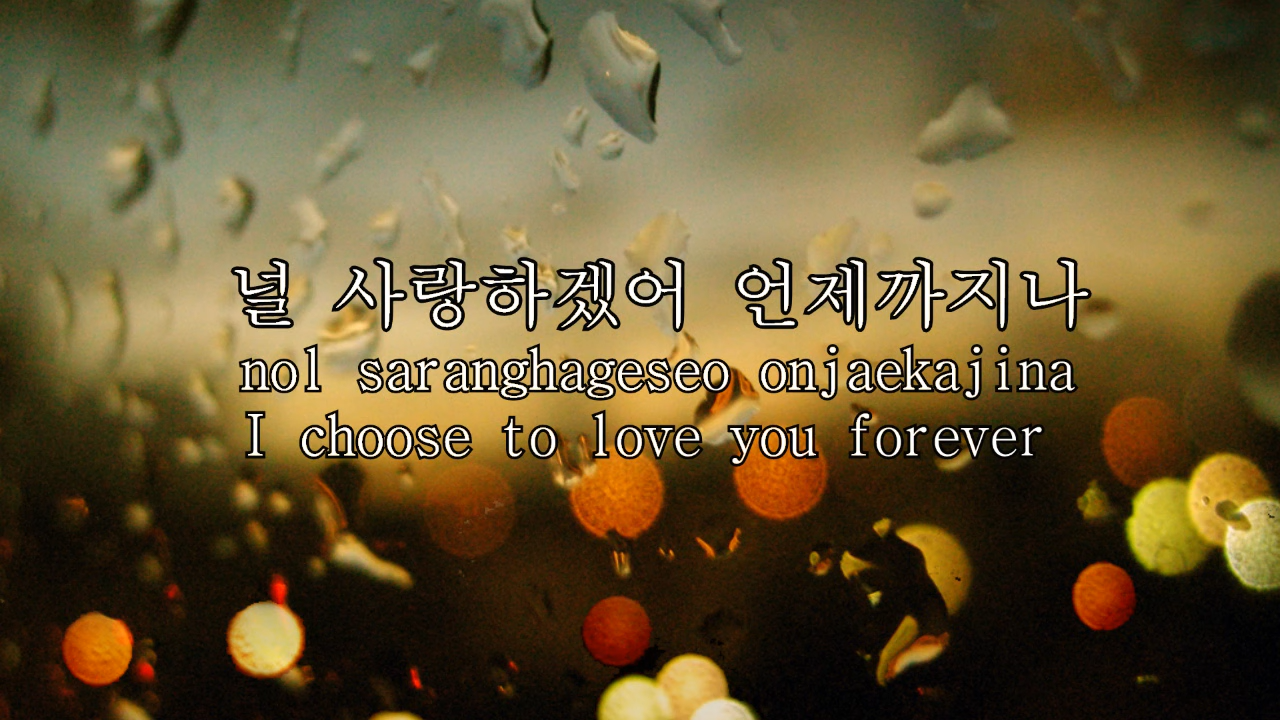 널 사랑하겠어 언제까지나
nol saranghageseo onjaekajina
I choose to love you forever